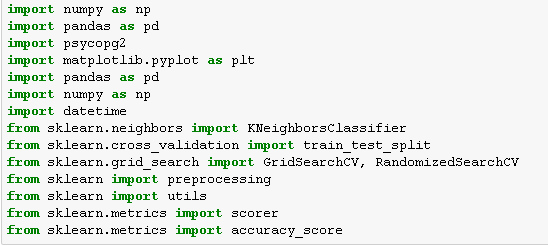 import numpy as np
import pandas as pd
import psycopg2
import matplotlib.pyplot as plt
import pandas as pd
import numpy as np
import datetime
from sklearn.neighbors import KNeighborsClassifier
from sklearn.cross_validation import train_test_split
from sklearn.grid_search import GridSearchCV, RandomizedSearchCV
from sklearn import preprocessing
from sklearn import utils
from sklearn.metrics import scorer
from sklearn.metrics import accuracy_score